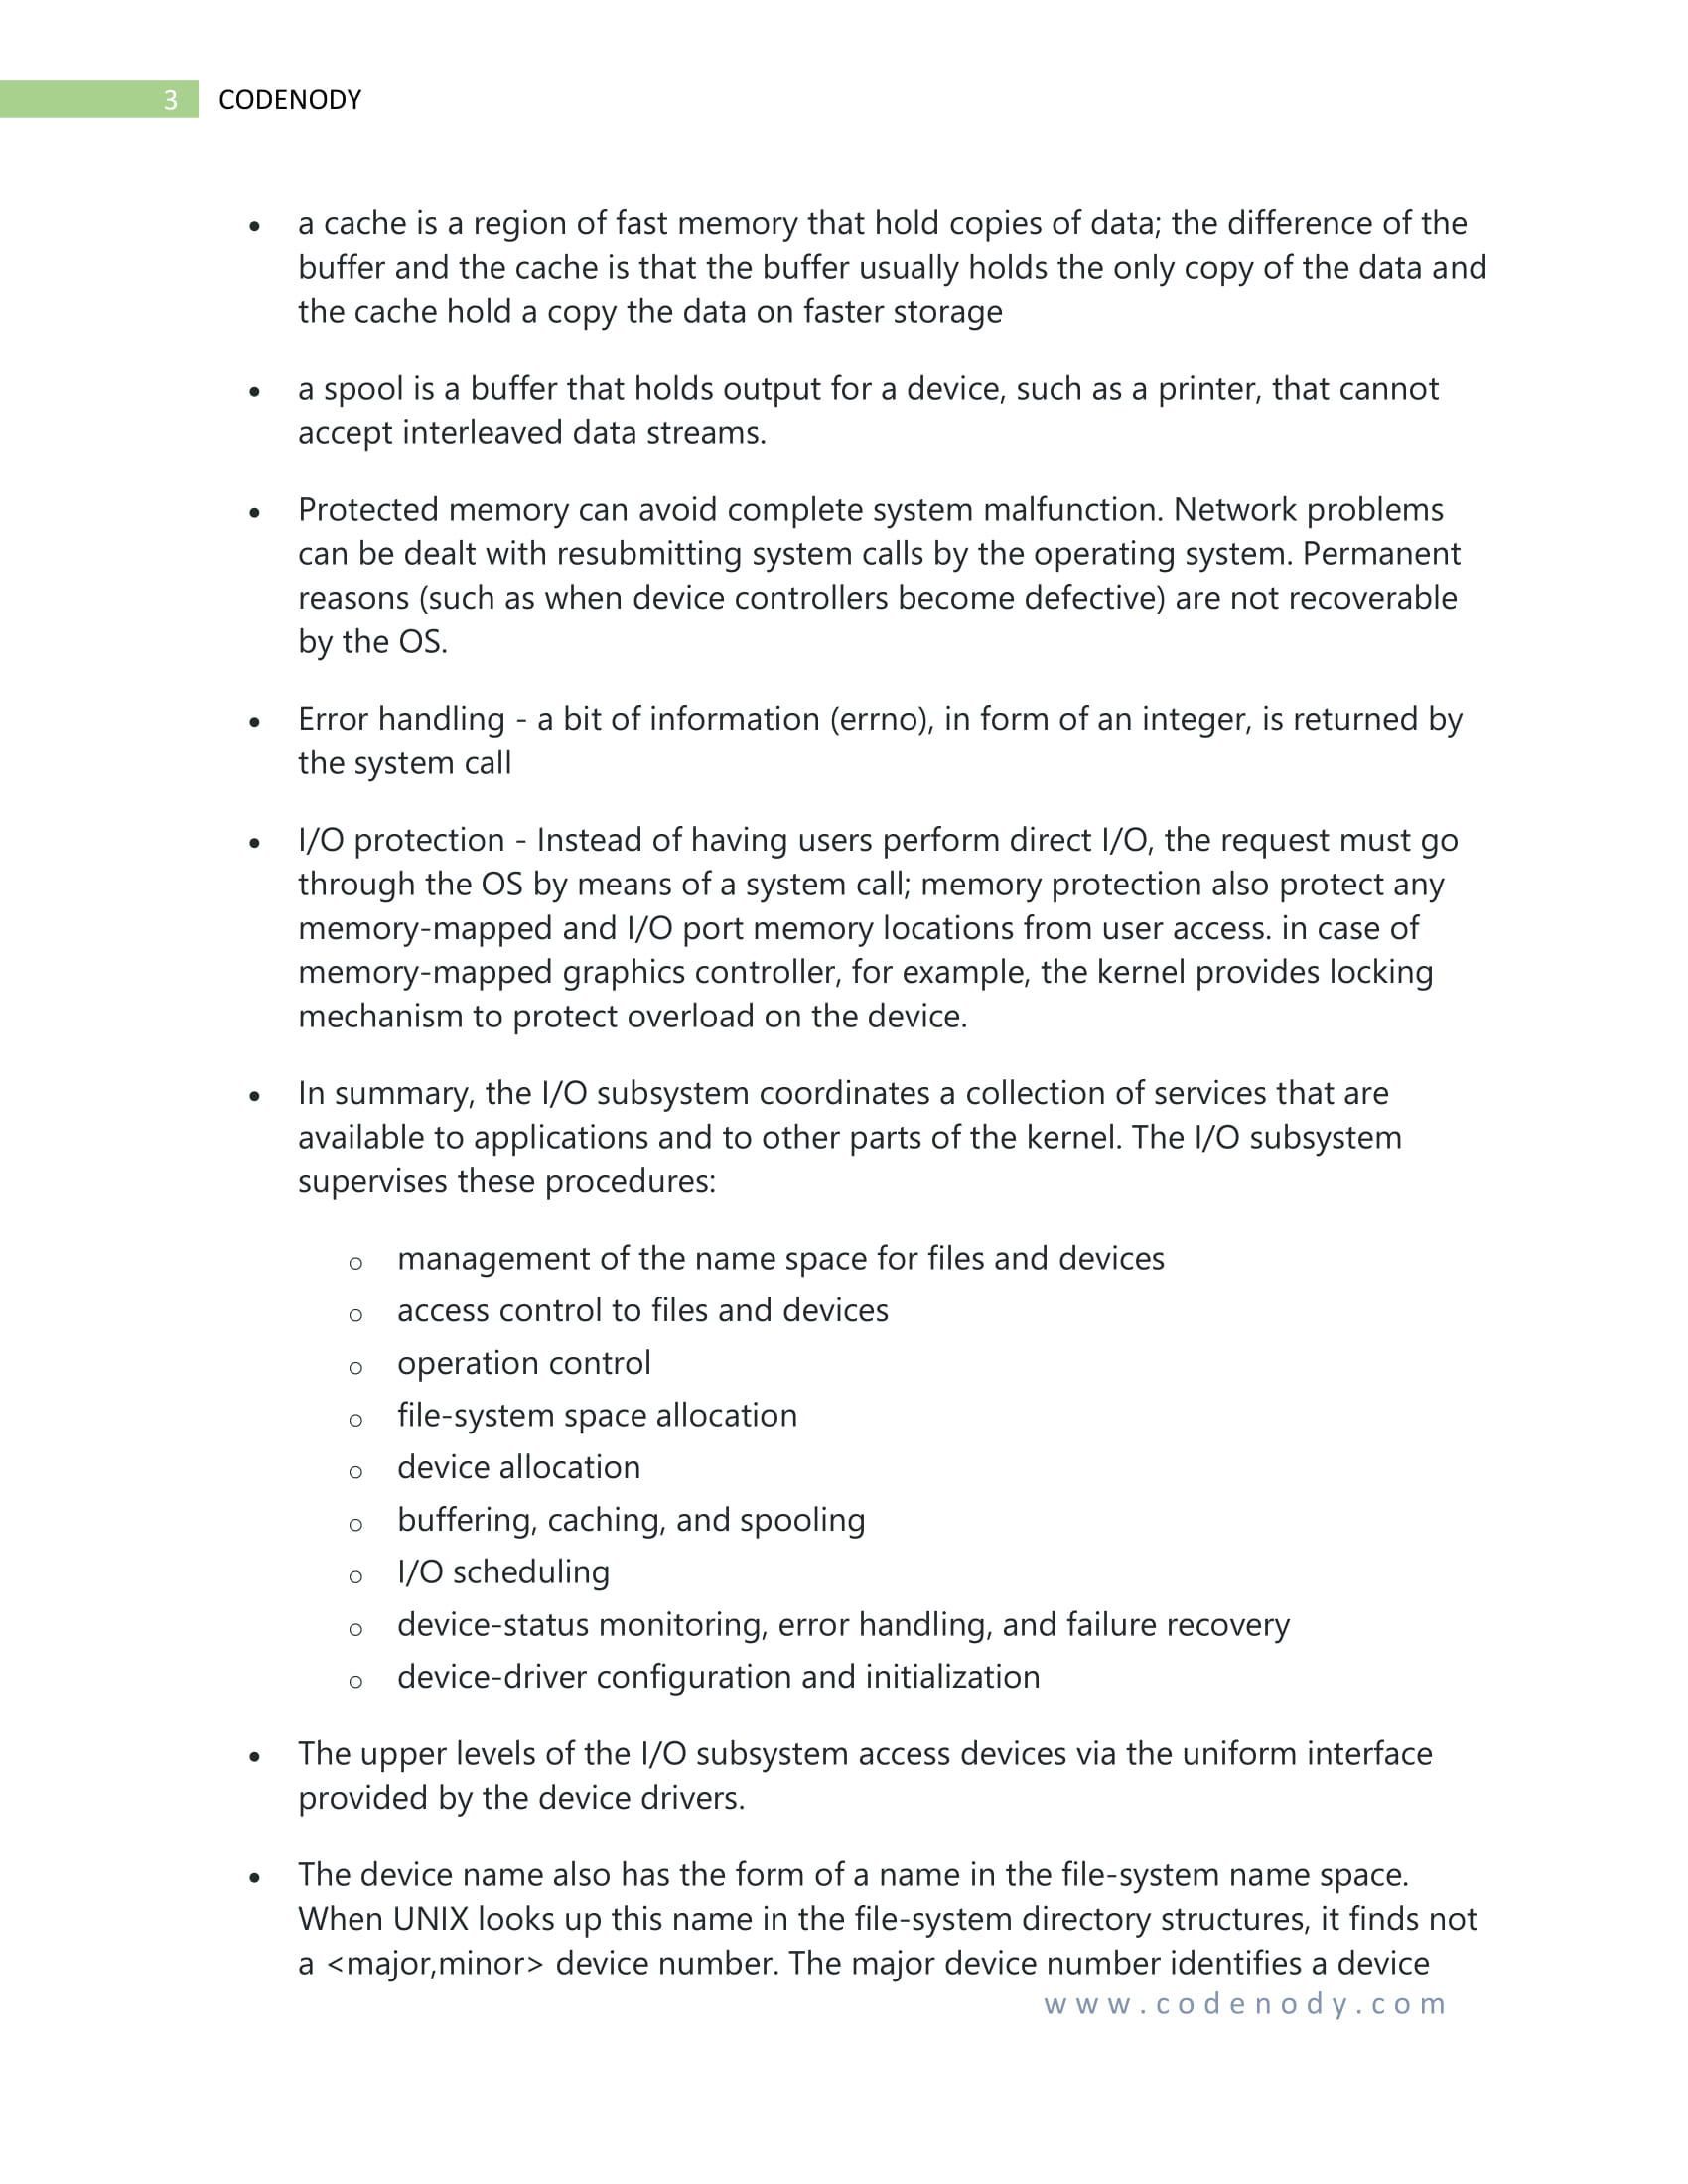 3 CODENODY
• a cache is a region of fast memory that hold copies of data; the difference of the
buffer and the cache is that the buffer usually holds the only copy of the data and
the cache hold a copy the data on faster storage
• a spool is a buffer that holds output for a device, such as a printer, that cannot
accept interleaved data streams.
• Protected memory can avoid complete system malfunction. Network problems
can be dealt with resubmitting system calls by the operating system. Permanent
reasons (such as when device controllers become defective) are not recoverable
by the OS.
• Error handling - a bit of information (errno), in form of an integer, is returned by
the system call
• I/O protection - Instead of having users perform direct I/O, the request must go
through the OS by means of a system call; memory protection also protect any
memory-mapped and I/O port memory locations from user access. in case of
memory-mapped graphics controller, for example, the kernel provides locking
mechanism to protect overload on the device.
• In summary, the I/O subsystem coordinates a collection of services that are
available to applications and to other parts of the kernel. The I/O subsystem
supervises these procedures:
o management of the name space for files and devices
o access control to files and devices
o operation control
o file-system space allocation
o device allocation
o buffering, caching, and spooling
o I/O scheduling
o device-status monitoring, error handling, and failure recovery
o device-driver configuration and initialization
• The upper levels of the I/O subsystem access devices via the uniform interface
provided by the device drivers.
• The device name also has the form of a name in the file-system name space.
When UNIX looks up this name in the file-system directory structures, it finds not
a <major,minor> device number. The major device number identifies a device
www.codenody.com